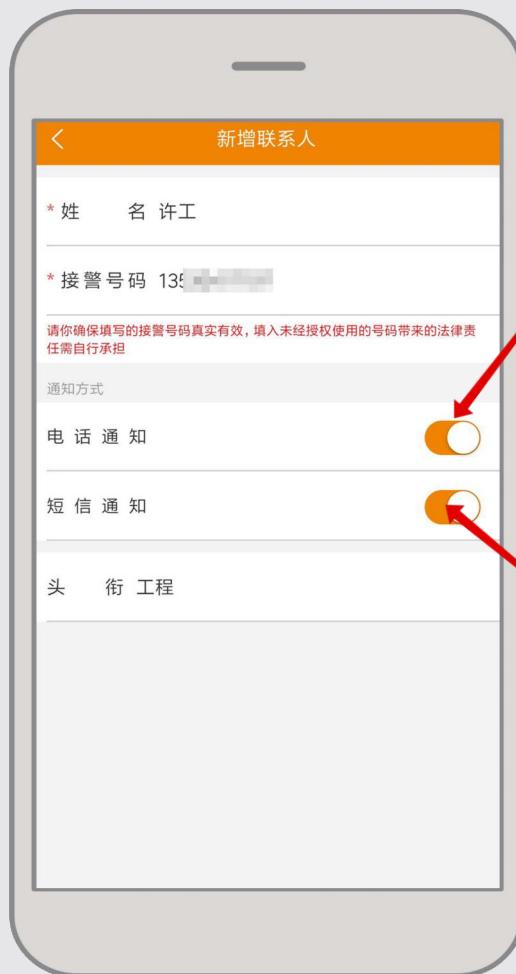 新增联系人
*姓 名 许工
*接警号码 135
请你确保填写的接警号码真实有效，填入未经授权使用的号码带来的法律责
任需自行承担
通知方式
电话通知
短信通知
头 衔 工程